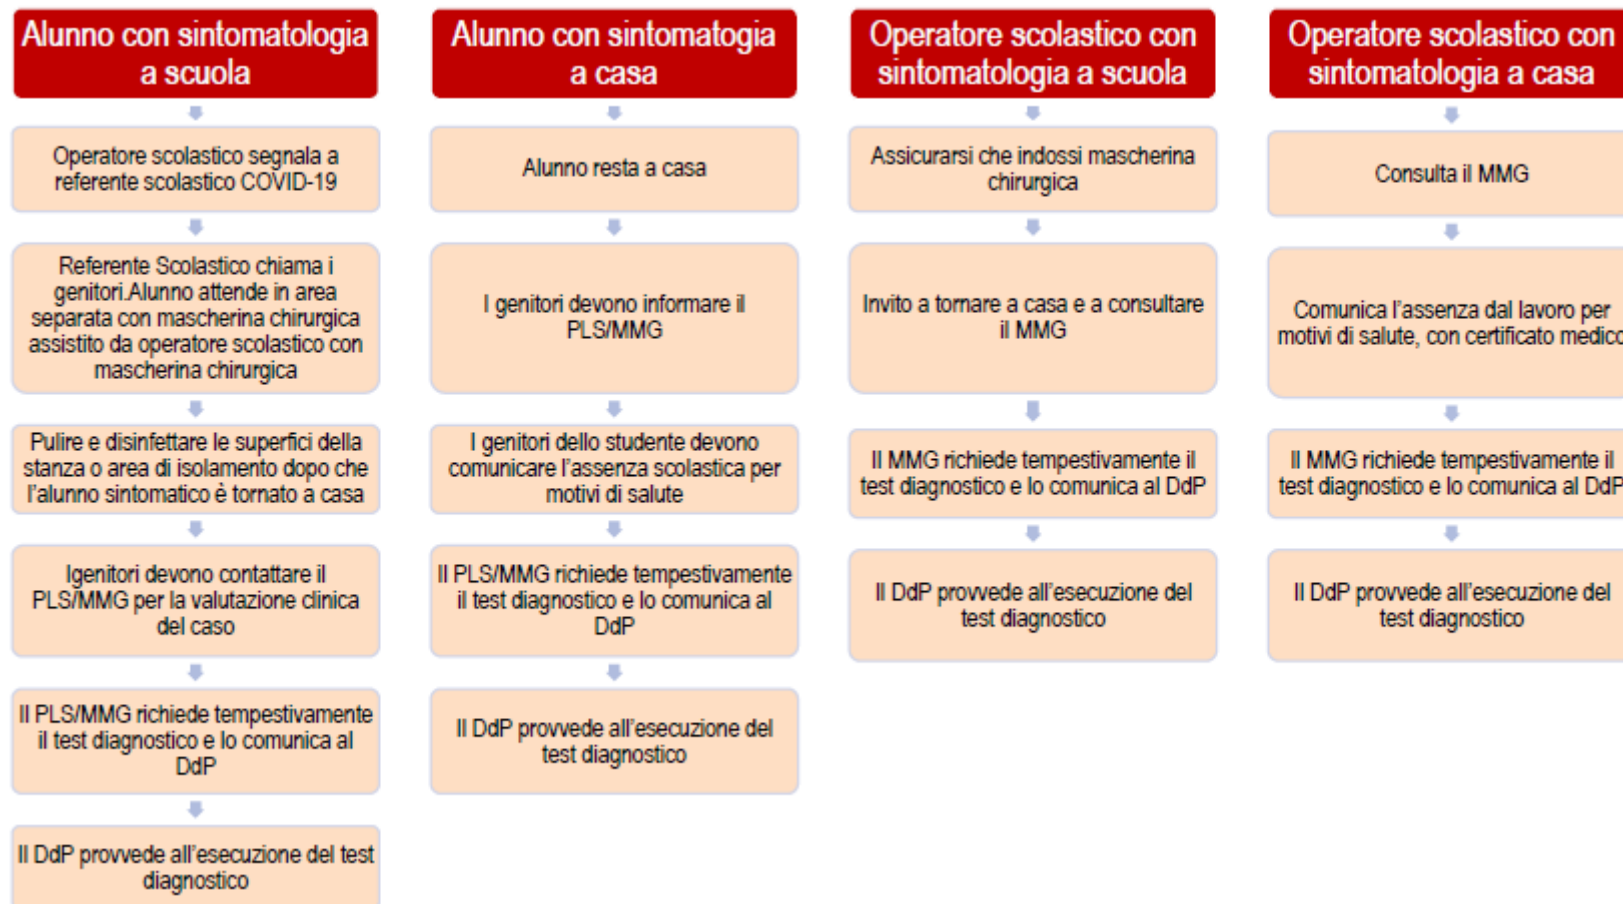 Alunno con sintomatologia
a scuola
Operatore scolastico segnala a
referente scolastico COVID-19
Referente Scolastico chiama i
genitori.Alunno attende in area
separata con mascherina chirurgica
assistito da operatore scolastico con
mascherina chirurgica
Pulire e disinfettare le superfici della
stanza o area di isolamento dopo che
l'alunno sintomatico è tornato a casa
Igenitori devono contattare il
PLS/MMG per la valutazione clinica
del caso
Il PLS/MMG richiede tempestivamente
il test diagnostico e lo comunica al
DdP
Il DdP provvede all'esecuzione del test
diagnostico
Alunno con sintomatogia
a casa
Alunno resta a casa
I genitori devono informare il
PLS/MMG
I genitori dello studente devono
comunicare l'assenza scolastica per
motivi di salute
Il PLS/MMG richiede tempestivamente
il test diagnostico e lo comunica al
DdP
Il DdP provvede all'esecuzione del
test diagnostico
Operatore scolastico con
sintomatologia a scuola
Assicurarsi che indossi mascherina
chirurgica
Invito a tornare a casa e a consultare
il MMG
Il MMG richiede tempestivamente il
test diagnostico e lo comunica al DdP
Il DdP provvede all'esecuzione del
test diagnostico
Operatore scolastico con
sintomatologia a casa
Consulta il MMG
Comunica l'assenza dal lavoro per
motivi di salute, con certificato medico
Il MMG richiede tempestivamente il
test diagnostico e lo comunica al DdP
Il DdP provvede all'esecuzione del
test diagnostico